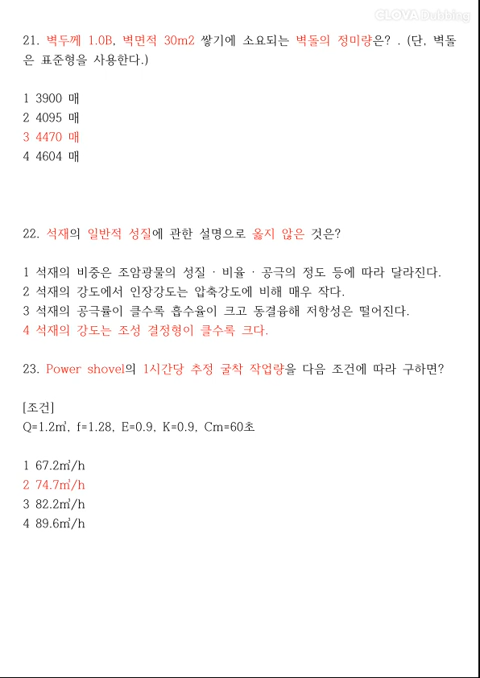 CLOVA Dubbing
21. 벽두께 1.0B, 벽면적 30m2 쌓기에 소요되는 벽돌의 정미량은? . (단, 벽돌
은 표준형을 사용한다.)
1 3900 매
2 4095 매
3 4470 매
4 4604 매
22. 석재의 일반적 성질에 관한 설명으로 옳지 않은 것은?
1 석재의 비중은 조암광물의 성질 · 비율 · 공극의 정도 등에 따라 달라진다.
2 석재의 강도에서 인장강도는 압축강도에 비해 매우 작다.
3 석재의 공극률이 클수록 흡수율이 크고 동결융해 저항성은 떨어진다.
4 석재의 강도는 조성 결정형이 클수록 크다.
23. Power shovel의 1시간당 추정 굴착 작업량을 다음 조건에 따라 구하면?
[조건]
Q=1.2㎥, f=1.28, E=0.9, K=0.9, Cm=60초
1 67.2㎥/h
2 74.7㎥/h
3 82.2㎥/h
4 89.6㎥/h